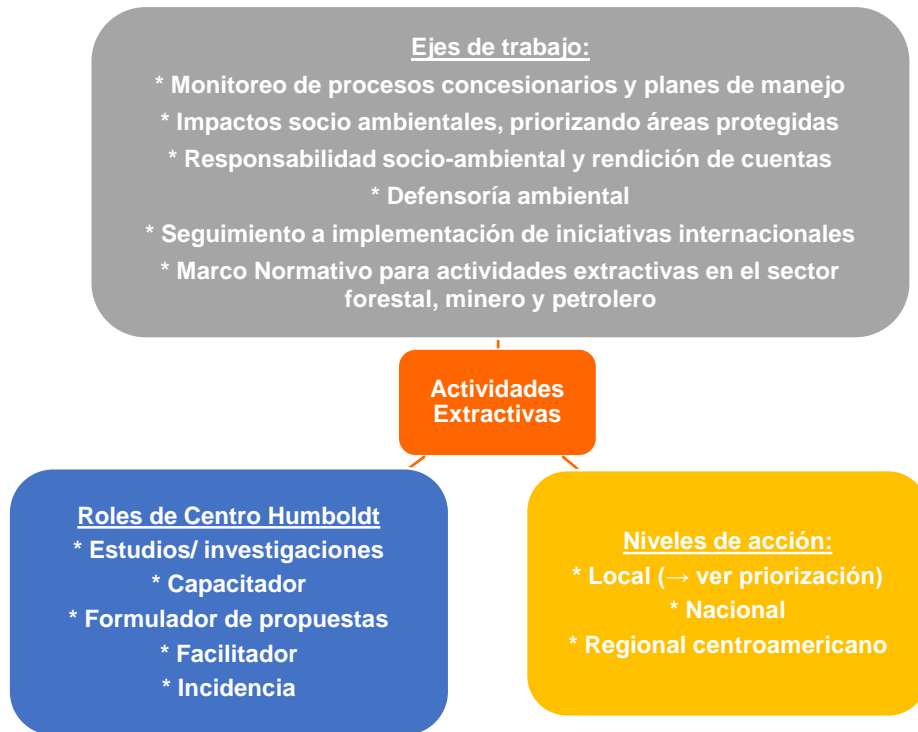 Ejes de trabajo:
* Monitoreo de procesos concesionarios y planes de manejo
* Impactos socio ambientales, priorizando áreas protegidas
* Responsabilidad socio-ambiental y rendición de cuentas
* Defensoría ambiental
* Seguimiento a implementación de iniciativas internacionales
* Marco Normativo para actividades extractivas en el sector
forestal, minero y petrolero
Actividades
Extractivas
Roles de Centro Humboldt
* Estudios/ investigaciones
* Capacitador
* Formulador de propuestas
* Facilitador
* Incidencia
Niveles de acción:
* Local (→ ver priorización)
* Nacional
* Regional centroamericano